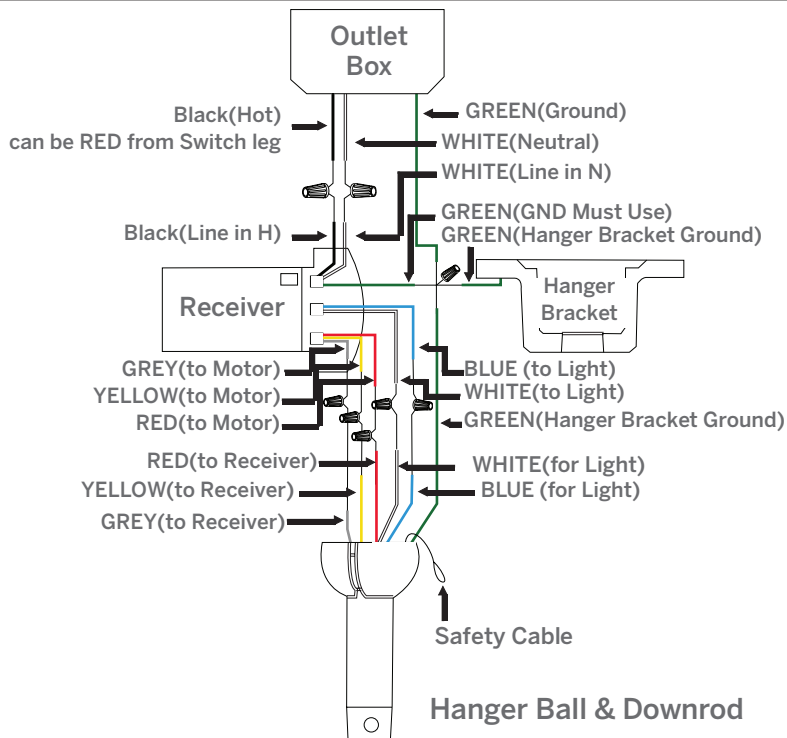 Outlet
Box
Black(Hot)
can be RED from Switch leg
GREEN(Ground)
WHITE(Neutral)
WHITE(Line in N)
GREEN(GND Must Use)
Black(Line in H)
GREEN(Hanger Bracket Ground)
Receiver
Hanger
Bracket
GREY(to Motor)
BLUE (to Light)
YELLOW(to Motor)
WHITE(to Light)
RED(to Motor)
GREEN(Hanger Bracket Ground)
RED(to Receiver)
WHITE(for Light)
YELLOW(to Receiver)
BLUE (for Light)
GREY(to Receiver)
Safety Cable
Hanger Ball & Downrod